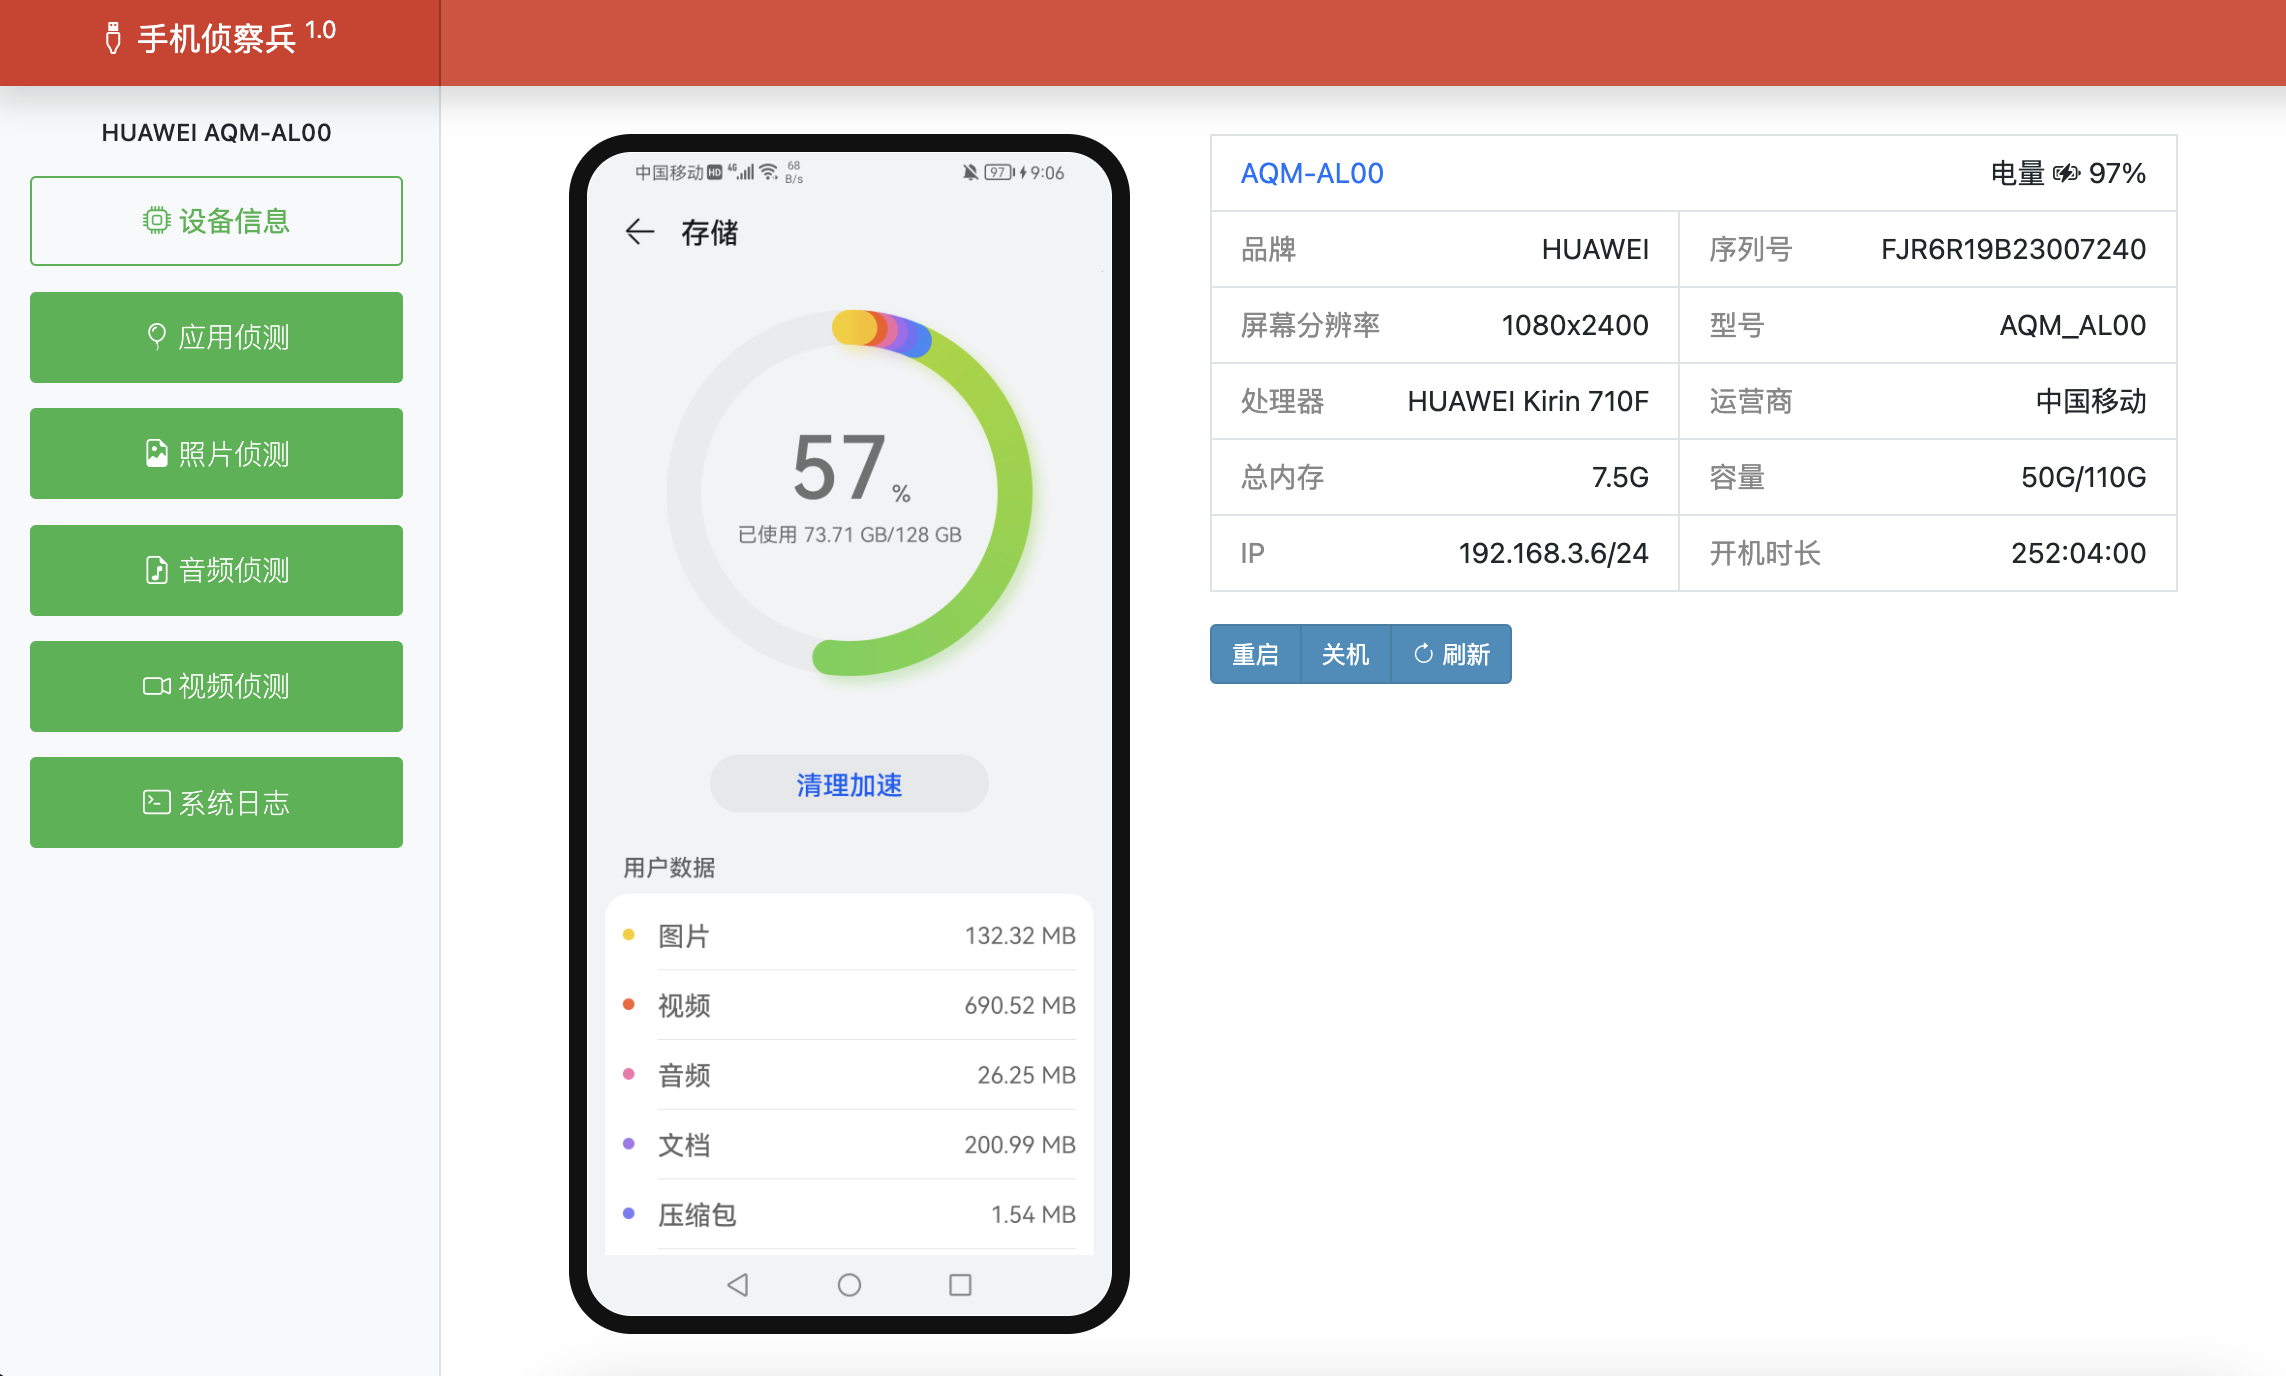 手机侦察兵 1.0
HUAWEI AQM-AL00
设备信息
应用侦测
照片侦测
音频侦测
视频侦测
系统日志
中国移动 HD 4G 68 B/s 97 9:06
存储
57 %
已使用 73.71 GB/128 GB
清理加速
用户数据
图片 132.32 MB
视频 690.52 MB
音频 26.25 MB
文档 200.99 MB
压缩包 1.54 MB
AQM-AL00 电量 97%
品牌 HUAWEI 序列号 FJR6R19B23007240
屏幕分辨率 1080x2400 型号 AQM_AL00
处理器 HUAWEI Kirin 710F 运营商 中国移动
总内存 7.5G 容量 50G/110G
IP 192.168.3.6/24 开机时长 252:04:00
重启 关机 刷新